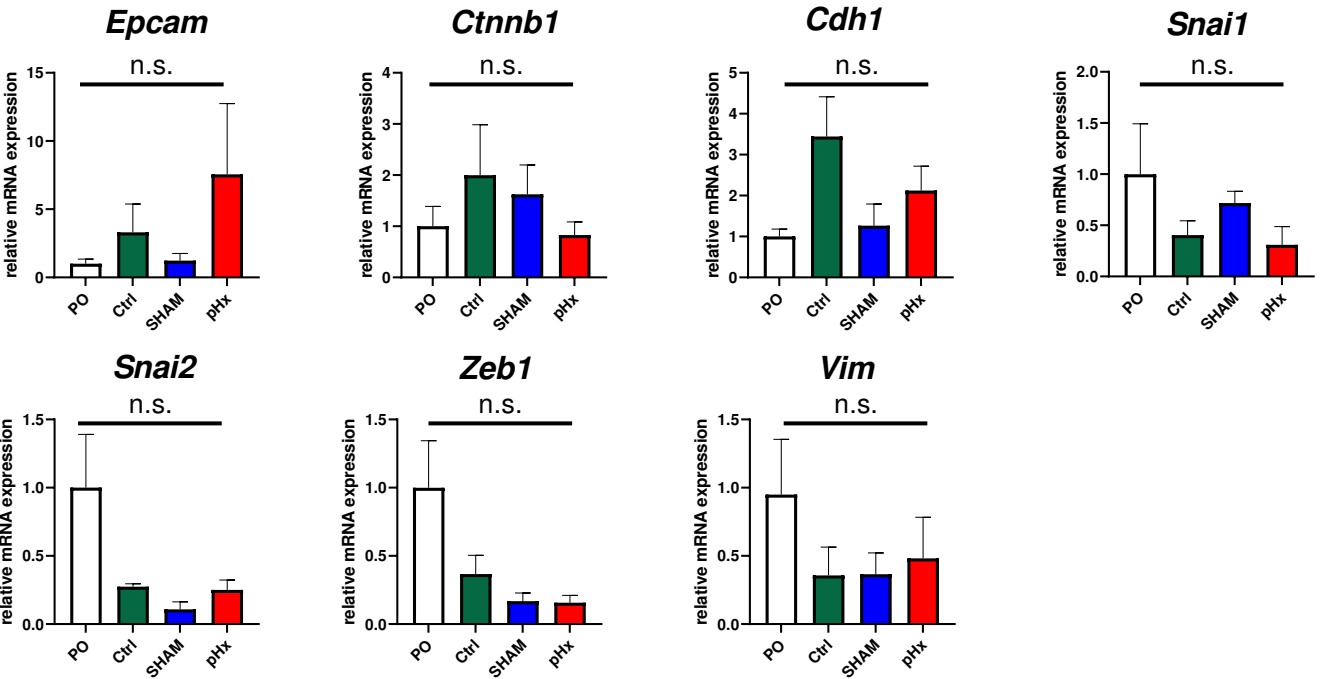 Epcam
n.s.
relative mRNA expression
15
10
5
0
PO
Ctrl
SHAM
pHx
Ctnnb1
n.s.
relative mRNA expression
4
3
2
1
0
PO
Ctrl
SHAM
pHx
Cdh1
n.s.
relative mRNA expression
5
4
3
2
1
0
PO
Ctrl
SHAM
pHx
Snai1
n.s.
relative mRNA expression
2.0
1.5
1.0
0.5
0.0
PO
Ctrl
SHAM
pHx
Snai2
n.s.
relative mRNA expression
1.5
1.0
0.5
0.0
PO
Ctrl
SHAM
pHx
Zeb1
n.s.
relative mRNA expression
1.5
1.0
0.5
0.0
PO
Ctrl
SHAM
pHx
Vim
n.s.
relative mRNA expression
1.5
1.0
0.5
0.0
PO
Ctrl
SHAM
pHx